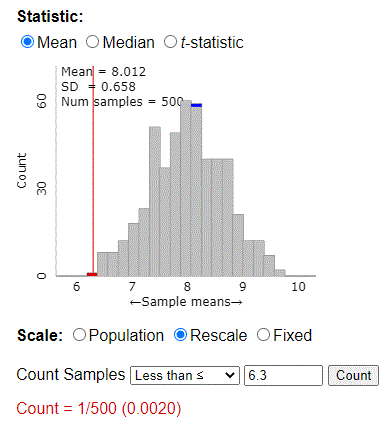 Statistic:
Mean Median t-statistic
Mean = 8.012
SD = 0.658
Num samples = 500
60
30
0
Count
6 7 8 9 10
←Sample means→
Scale: Population Rescale Fixed
Count Samples Less than ≤ 6.3 Count
Count = 1/500 (0.0020)